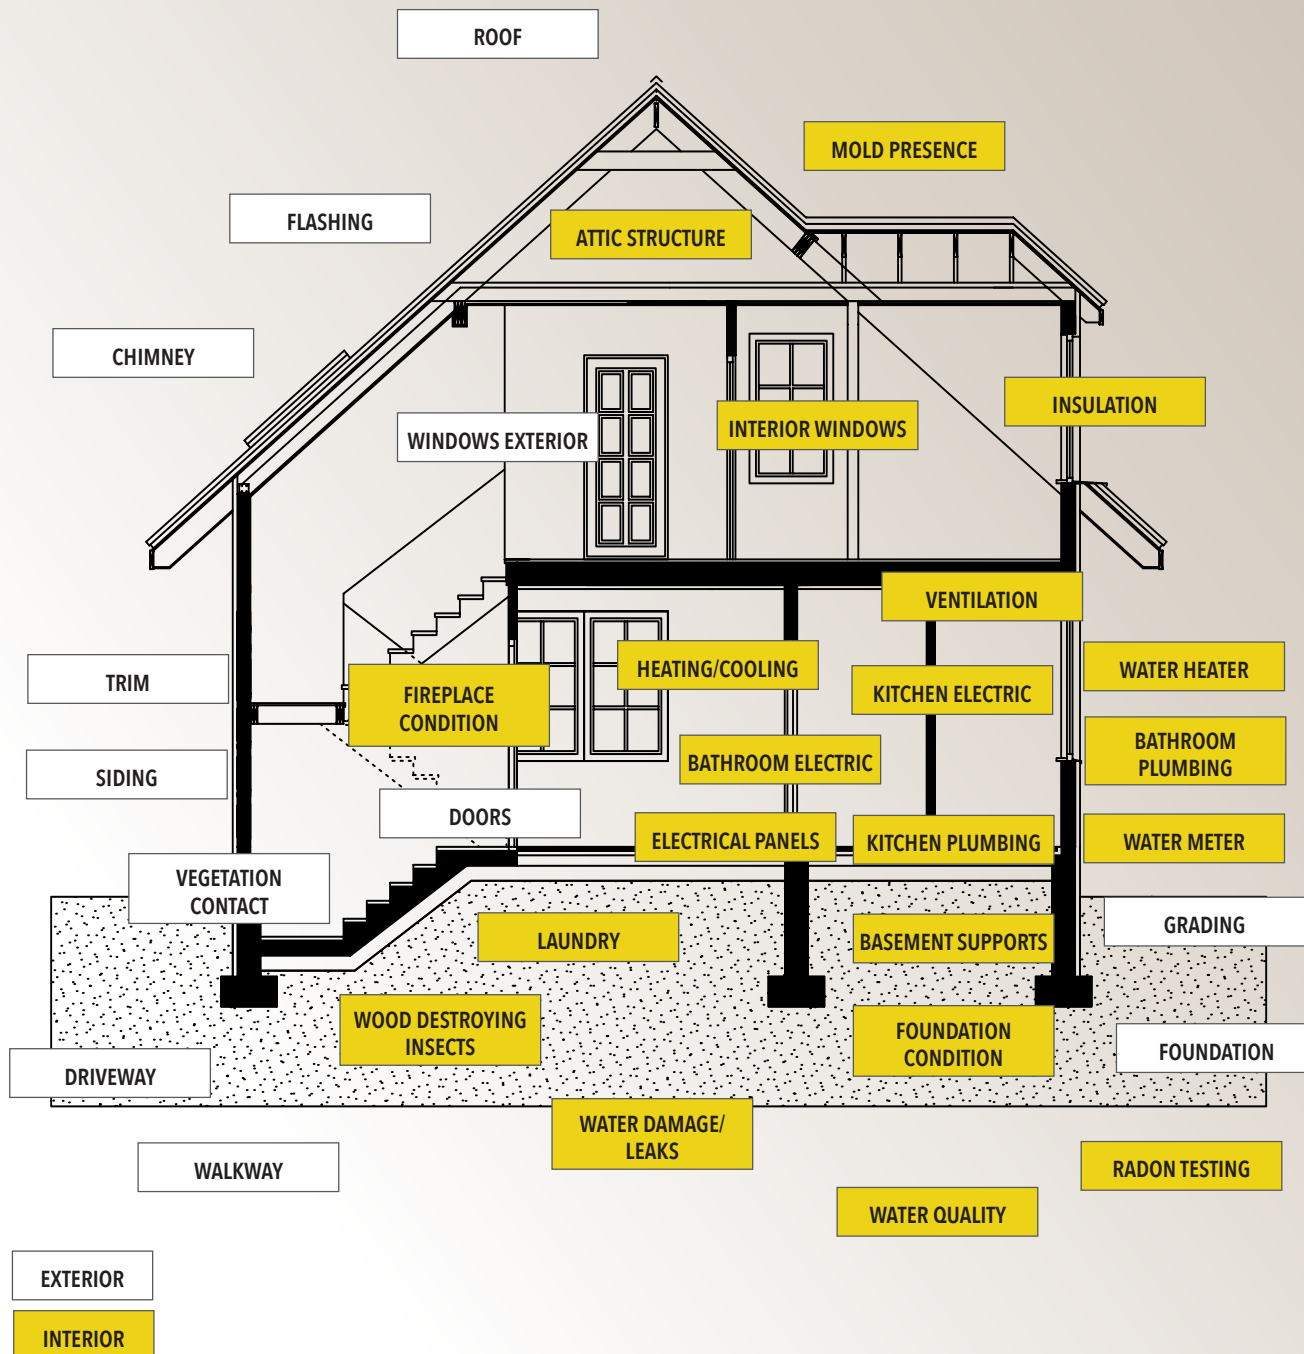 ROOF
MOLD PRESENCE
FLASHING
ATTIC STRUCTURE
CHIMNEY
INSULATION
WINDOWS EXTERIOR
INTERIOR WINDOWS
VENTILATION
HEATING/COOLING
WATER HEATER
TRIM
FIREPLACE
CONDITION
KITCHEN ELECTRIC
BATHROOM
PLUMBING
SIDING
BATHROOM ELECTRIC
DOORS
ELECTRICAL PANELS
KITCHEN PLUMBING
WATER METER
VEGETATION
CONTACT
LAUNDRY
BASEMENT SUPPORTS
GRADING
WOOD DESTROYING
INSECTS
FOUNDATION
CONDITION
FOUNDATION
DRIVEWAY
WATER DAMAGE/
LEAKS
WALKWAY
RADON TESTING
WATER QUALITY
EXTERIOR
INTERIOR